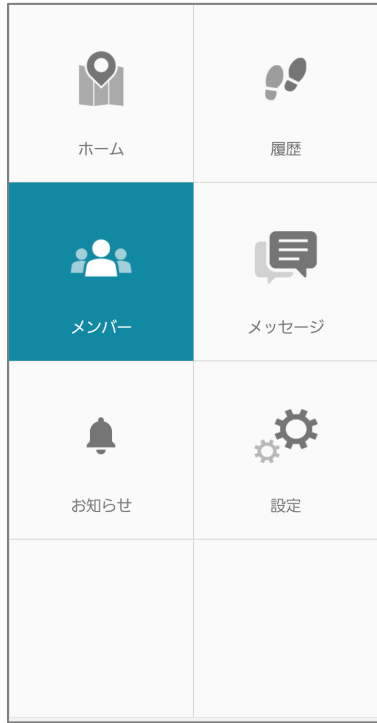 ホーム
履歴
メンバー
メッセージ
お知らせ
設定